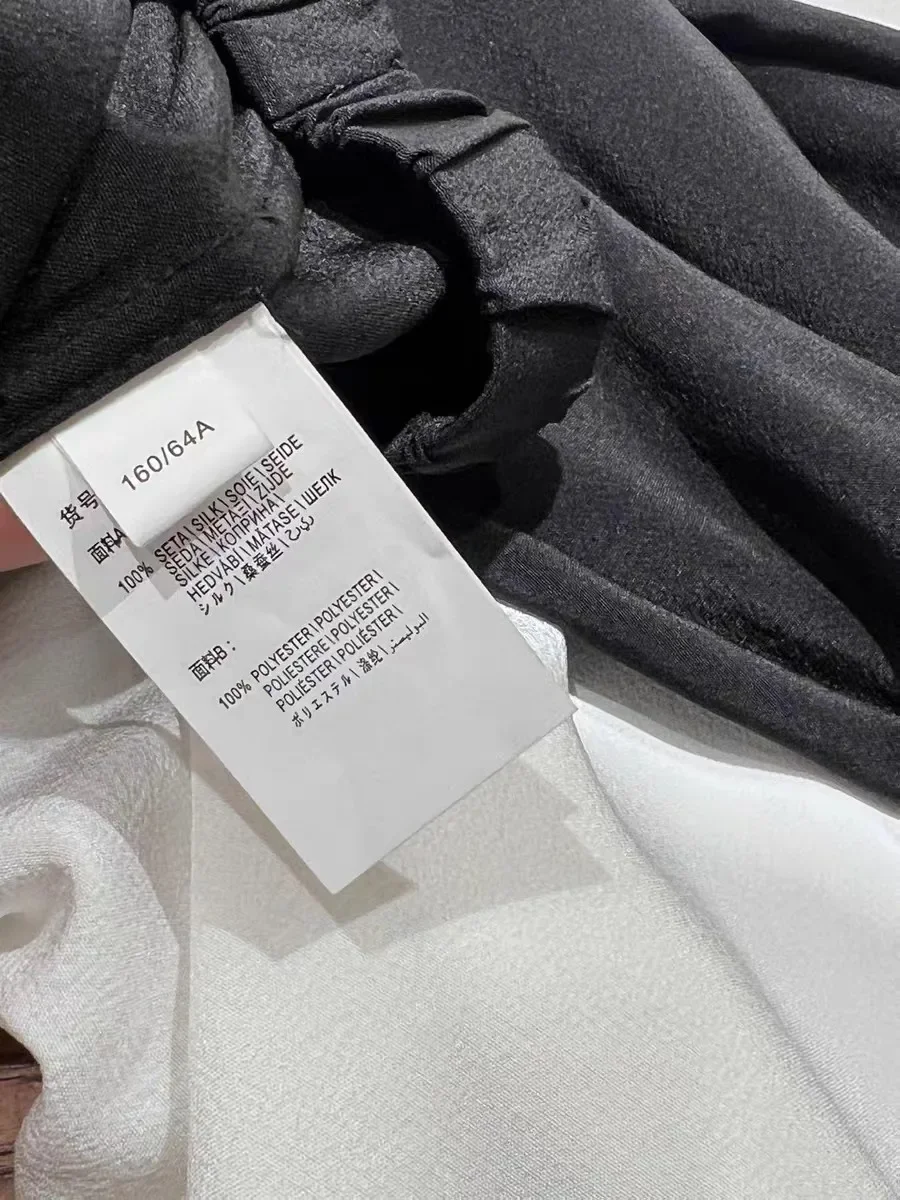 160/64A
货号
面料A
100% SETA | SILK | SOIE | SEIDE
SEDA | METAΞI ZIJDE
SILKE | КОПРИНА |
HEDVÁBÍ | MATASE | ШЕЛК
シルク | 桑蚕丝 |
面料B：
100% POLYESTER | POLYESTER |
POLIESTERE | POLYESTER |
POLIÉSTER | POLIÉSTER |
ポリエステル | 涤纶 | البوليستر